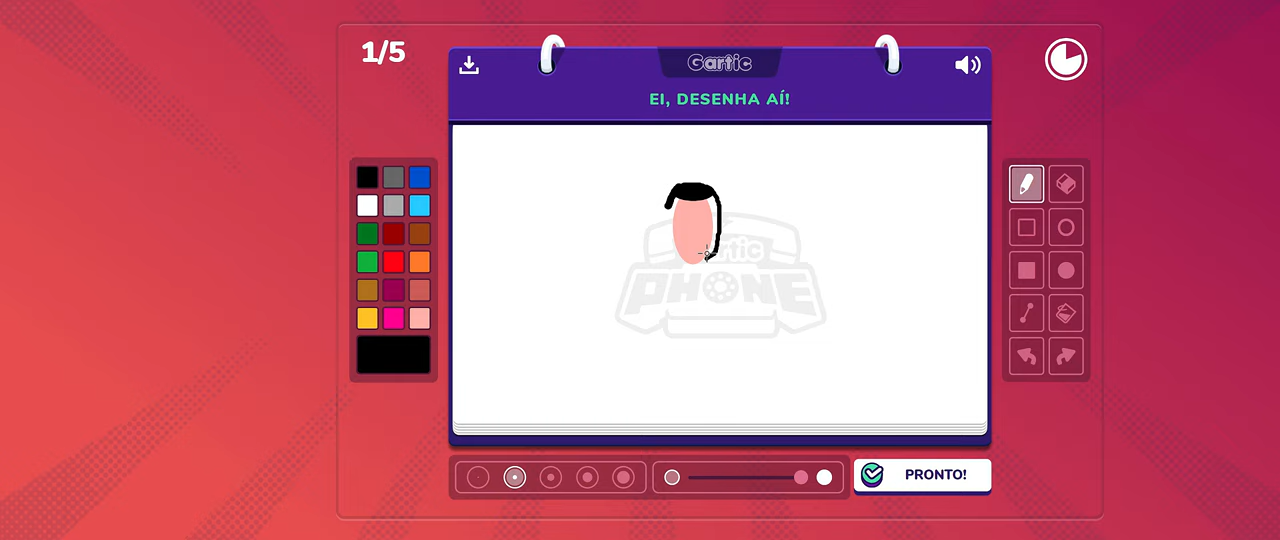 1/5
Gartic
EI, DESENHA AÍ!
Gartic
PHONE
PRONTO!